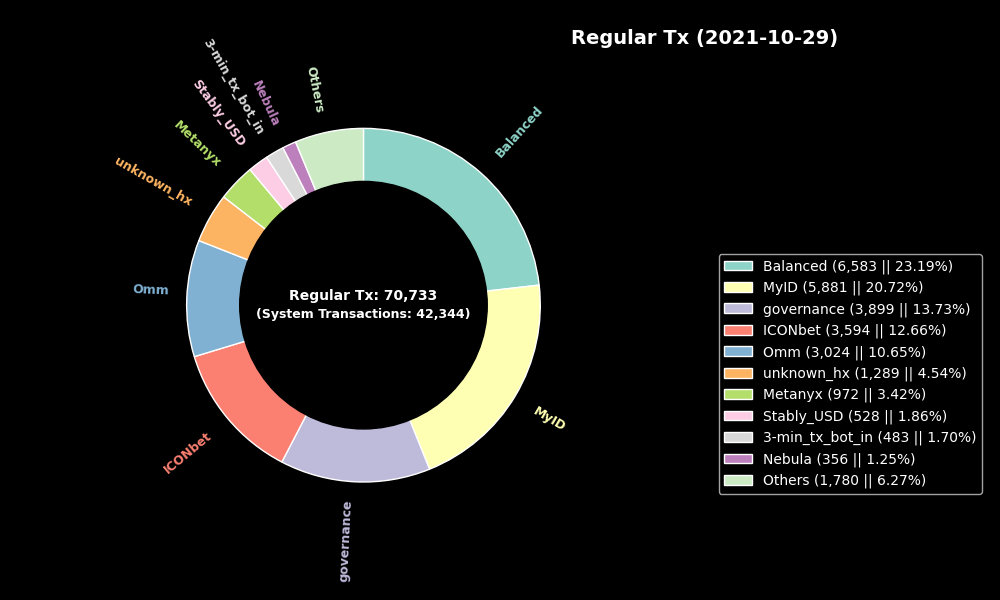 Regular Tx (2021-10-29)
3-min_tx_bot_in
Others
Nebula
Stably_USD
Balanced
Metanyx
unknown_hx
Omm
Regular Tx: 70,733
(System Transactions: 42,344)
MyID
ICONbet
governance
Balanced (6,583 || 23.19%)
MyID (5,881 || 20.72%)
governance (3,899 || 13.73%)
ICONbet (3,594 || 12.66%)
Omm (3,024 || 10.65%)
unknown_hx (1,289 || 4.54%)
Metanyx (972 || 3.42%)
Stably_USD (528 || 1.86%)
3-min_tx_bot_in (483 || 1.70%)
Nebula (356 || 1.25%)
Others (1,780 || 6.27%)